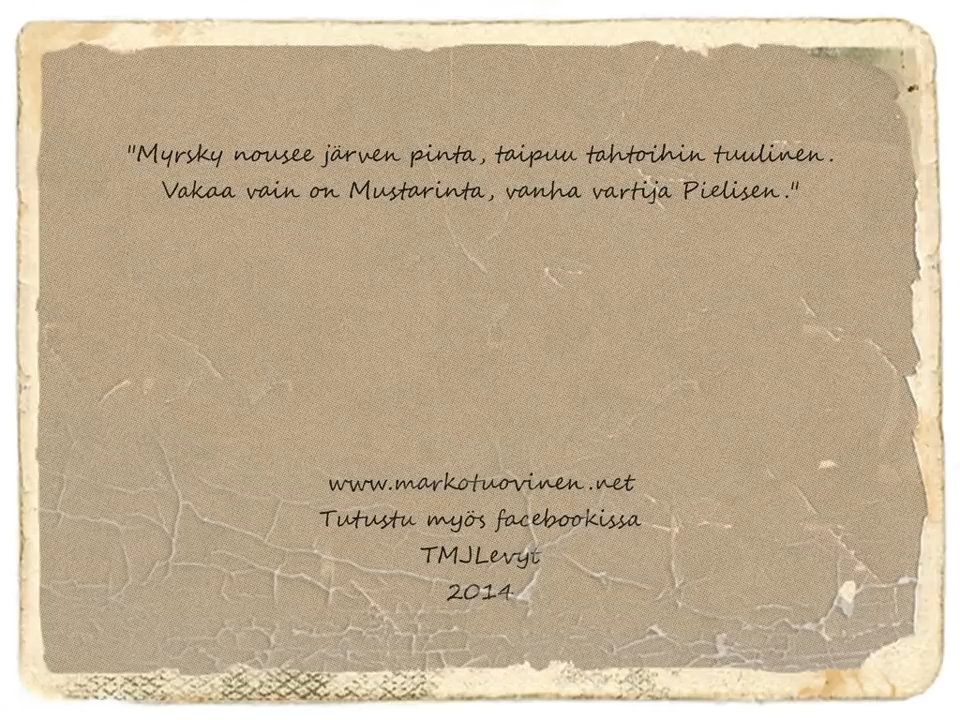 "Myrsky nousee järven pinta, taipuu tahtoihin tuulinen.
Vakaa vain on Mustarinta, vanha vartija Pielisen."
www.markotuovinen.net
Tutustu myös facebookissa
TMJLevyt
2014